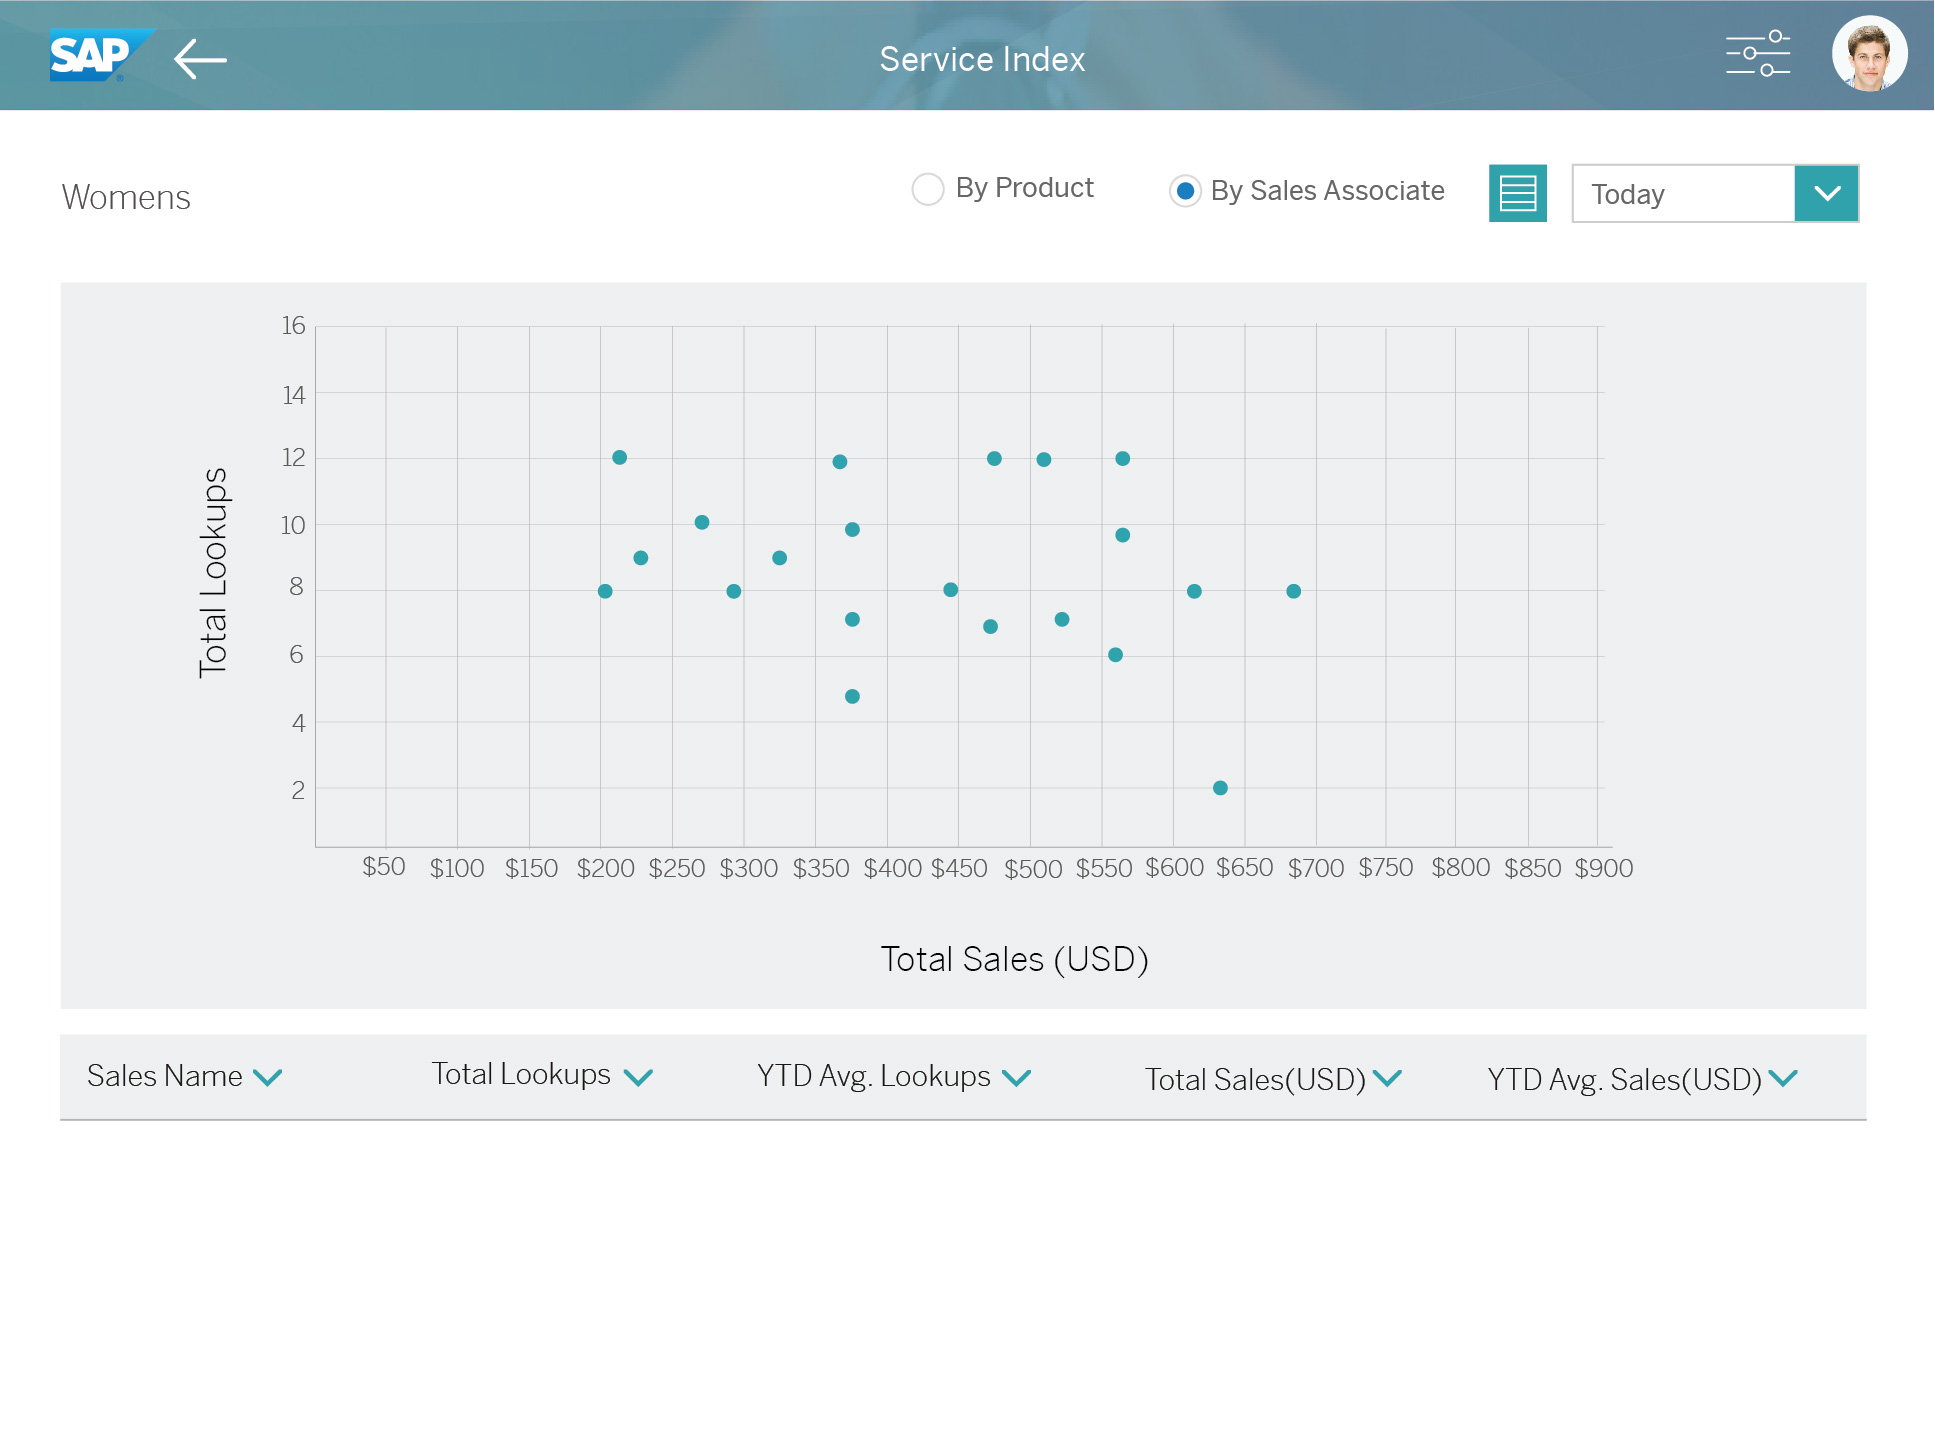 SAP
Service Index
Womens
By Product
By Sales Associate
Today
16
14
12
10
8
6
4
2
Total Lookups
$50 $100 $150 $200 $250 $300 $350 $400 $450 $500 $550 $600 $650 $700 $750 $800 $850 $900
Total Sales (USD)
Sales Name Total Lookups YTD Avg. Lookups Total Sales(USD) YTD Avg. Sales(USD)